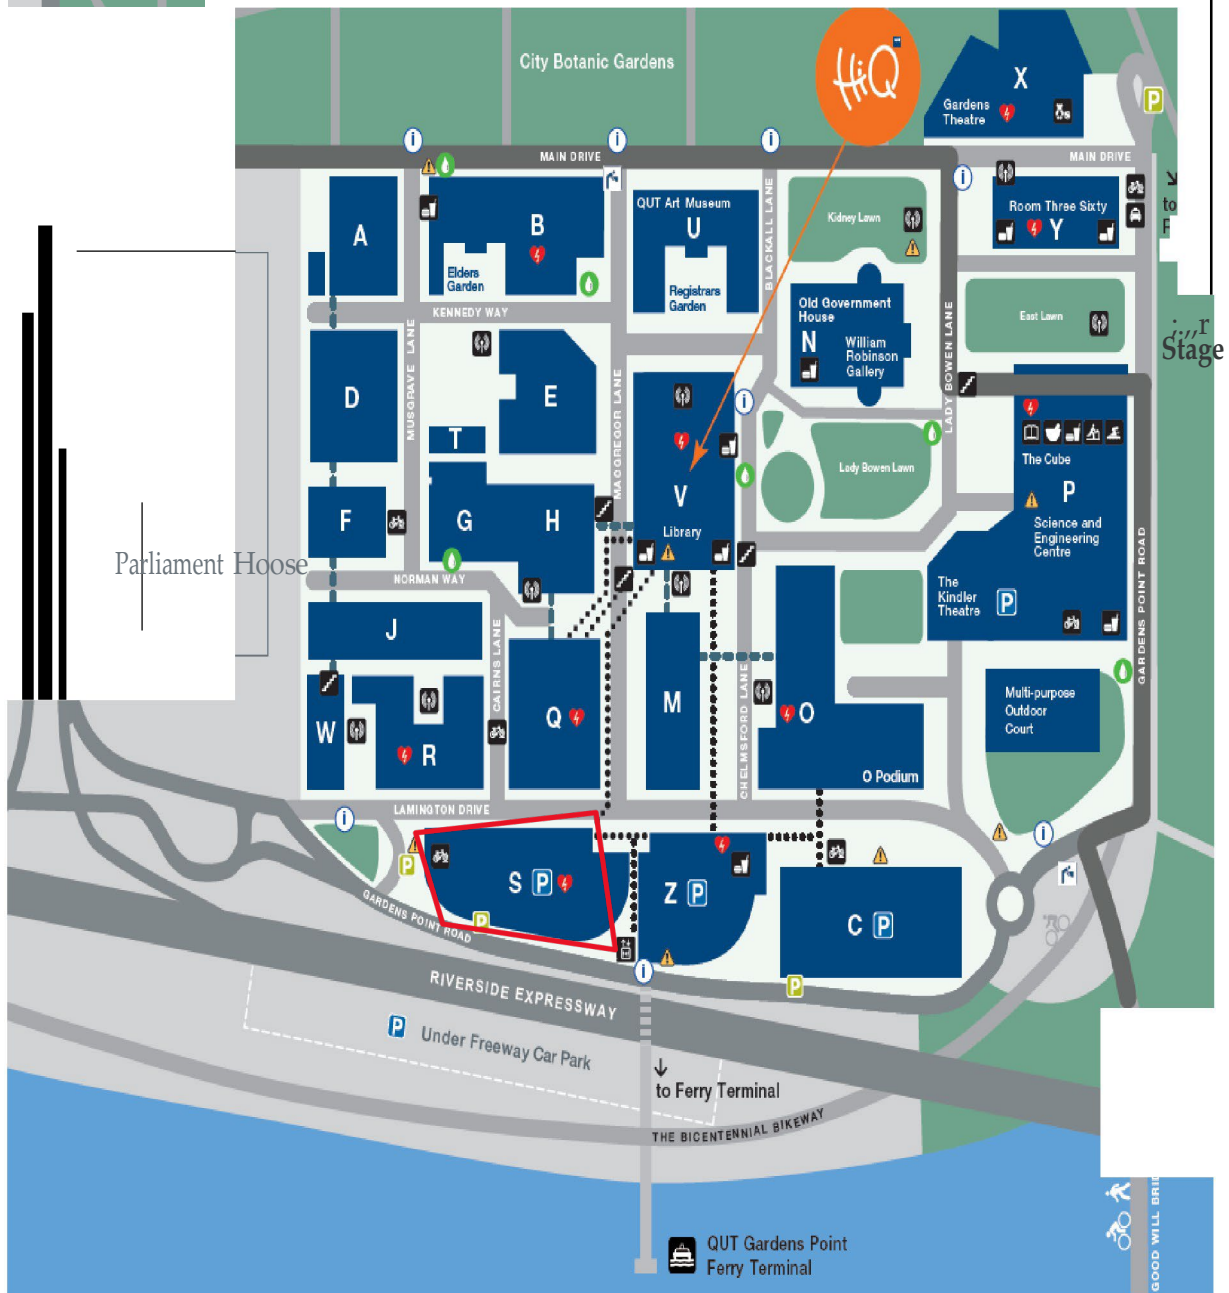 City Botanic Gardens
HiQ
X
Gardens
Theatre
P
i
i
i
MAIN DRIVE
MAIN DRIVE
i
to
A
B
Elders
Garden
QUT Art Museum
U
Registrars
Garden
BLACKALL LANE
Kidney Lawn
Room Three Sixty
Y
KENNEDY WAY
MUSGRAVE LANE
Old Government
House
N
William
Robinson
Gallery
LADY BOWEN LANE
East Lawn
Stage
D
E
T
MACGREGOR LANE
i
Lady Bowen Lawn
The Cube
P
Science and
Engineering
Centre
V
Library
F
G
H
Parliament Hoose
NORMAN WAY
The
Kindler
Theatre
P
GARDENS POINT ROAD
J
CAIRNS LANE
W
R
Q
M
CHELMSFORD LANE
O
O Podium
Multi-purpose
Outdoor
Court
LAMINGTON DRIVE
i
P
S
P
P
Z
P
C
P
P
i
GARDENS POINT ROAD
i
RIVERSIDE EXPRESSWAY
P
Under Freeway Car Park
to Ferry Terminal
THE BICENTENNIAL BIKEWAY
QUT Gardens Point
Ferry Terminal